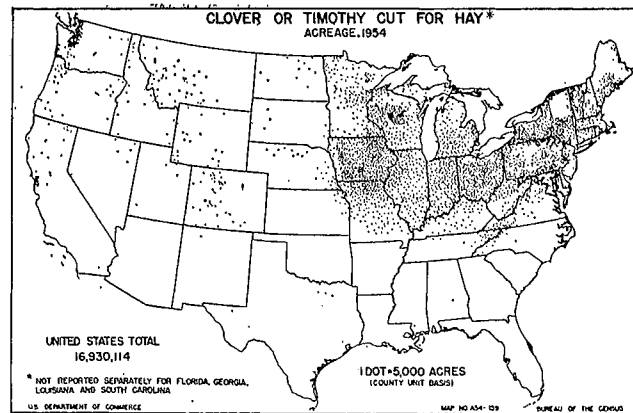 CLOVER OR TIMOTHY CUT FOR HAY*
ACREAGE, 1954
UNITED STATES TOTAL
16,930,114
* NOT REPORTED SEPARATELY FOR FLORIDA, GEORGIA,
LOUISIANA AND SOUTH CAROLINA
1 DOT=5,000 ACRES
(COUNTY UNIT BASIS)
U.S. DEPARTMENT OF COMMERCE
MAP NO. A54-159
BUREAU OF THE CENSUS